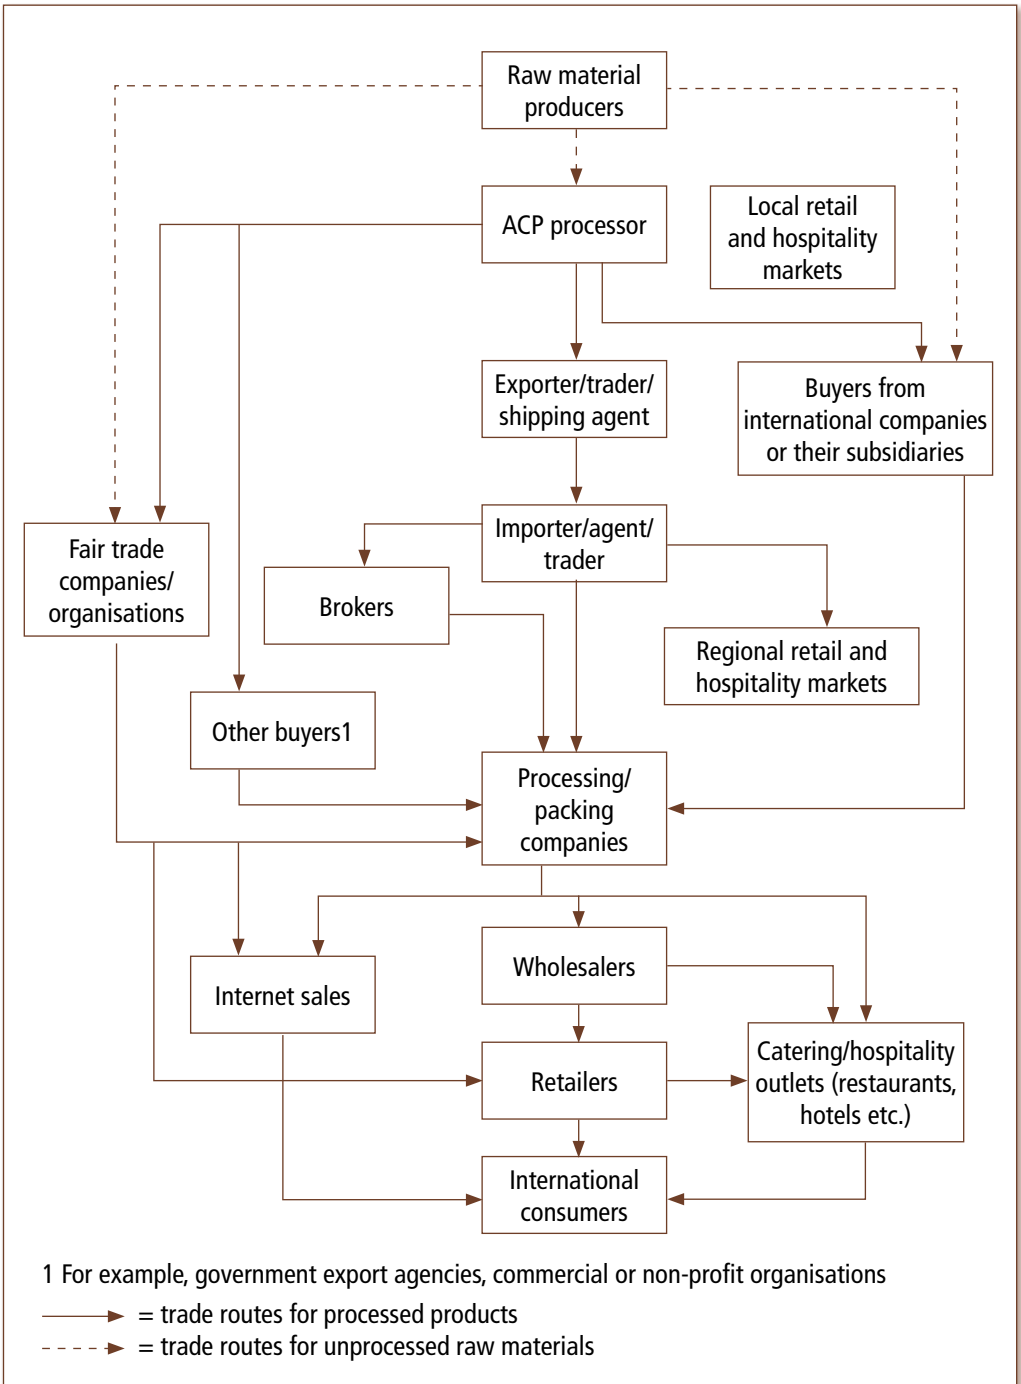 Raw material
producers
ACP processor
Local retail
and hospitality
markets
Exporter/trader/
shipping agent
Buyers from
international companies
or their subsidiaries
Importer/agent/
trader
Fair trade
companies/
organisations
Brokers
Regional retail and
hospitality markets
Other buyers1
Processing/
packing
companies
Internet sales
Wholesalers
Retailers
Catering/hospitality
outlets (restaurants,
hotels etc.)
International
consumers
1 For example, government export agencies, commercial or non-profit organisations
= trade routes for processed products
= trade routes for unprocessed raw materials